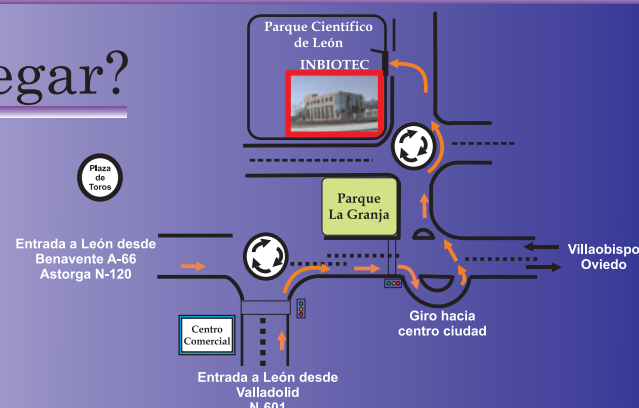 egar?
Parque Científico
de León
INBIOTEC
Plaza
de
Toros
Parque
La Granja
Entrada a León desde
Benavente A-66
Astorga N-120
Villaobispo
Oviedo
Centro
Comercial
Giro hacia
centro ciudad
Entrada a León desde
Valladolid
N-601